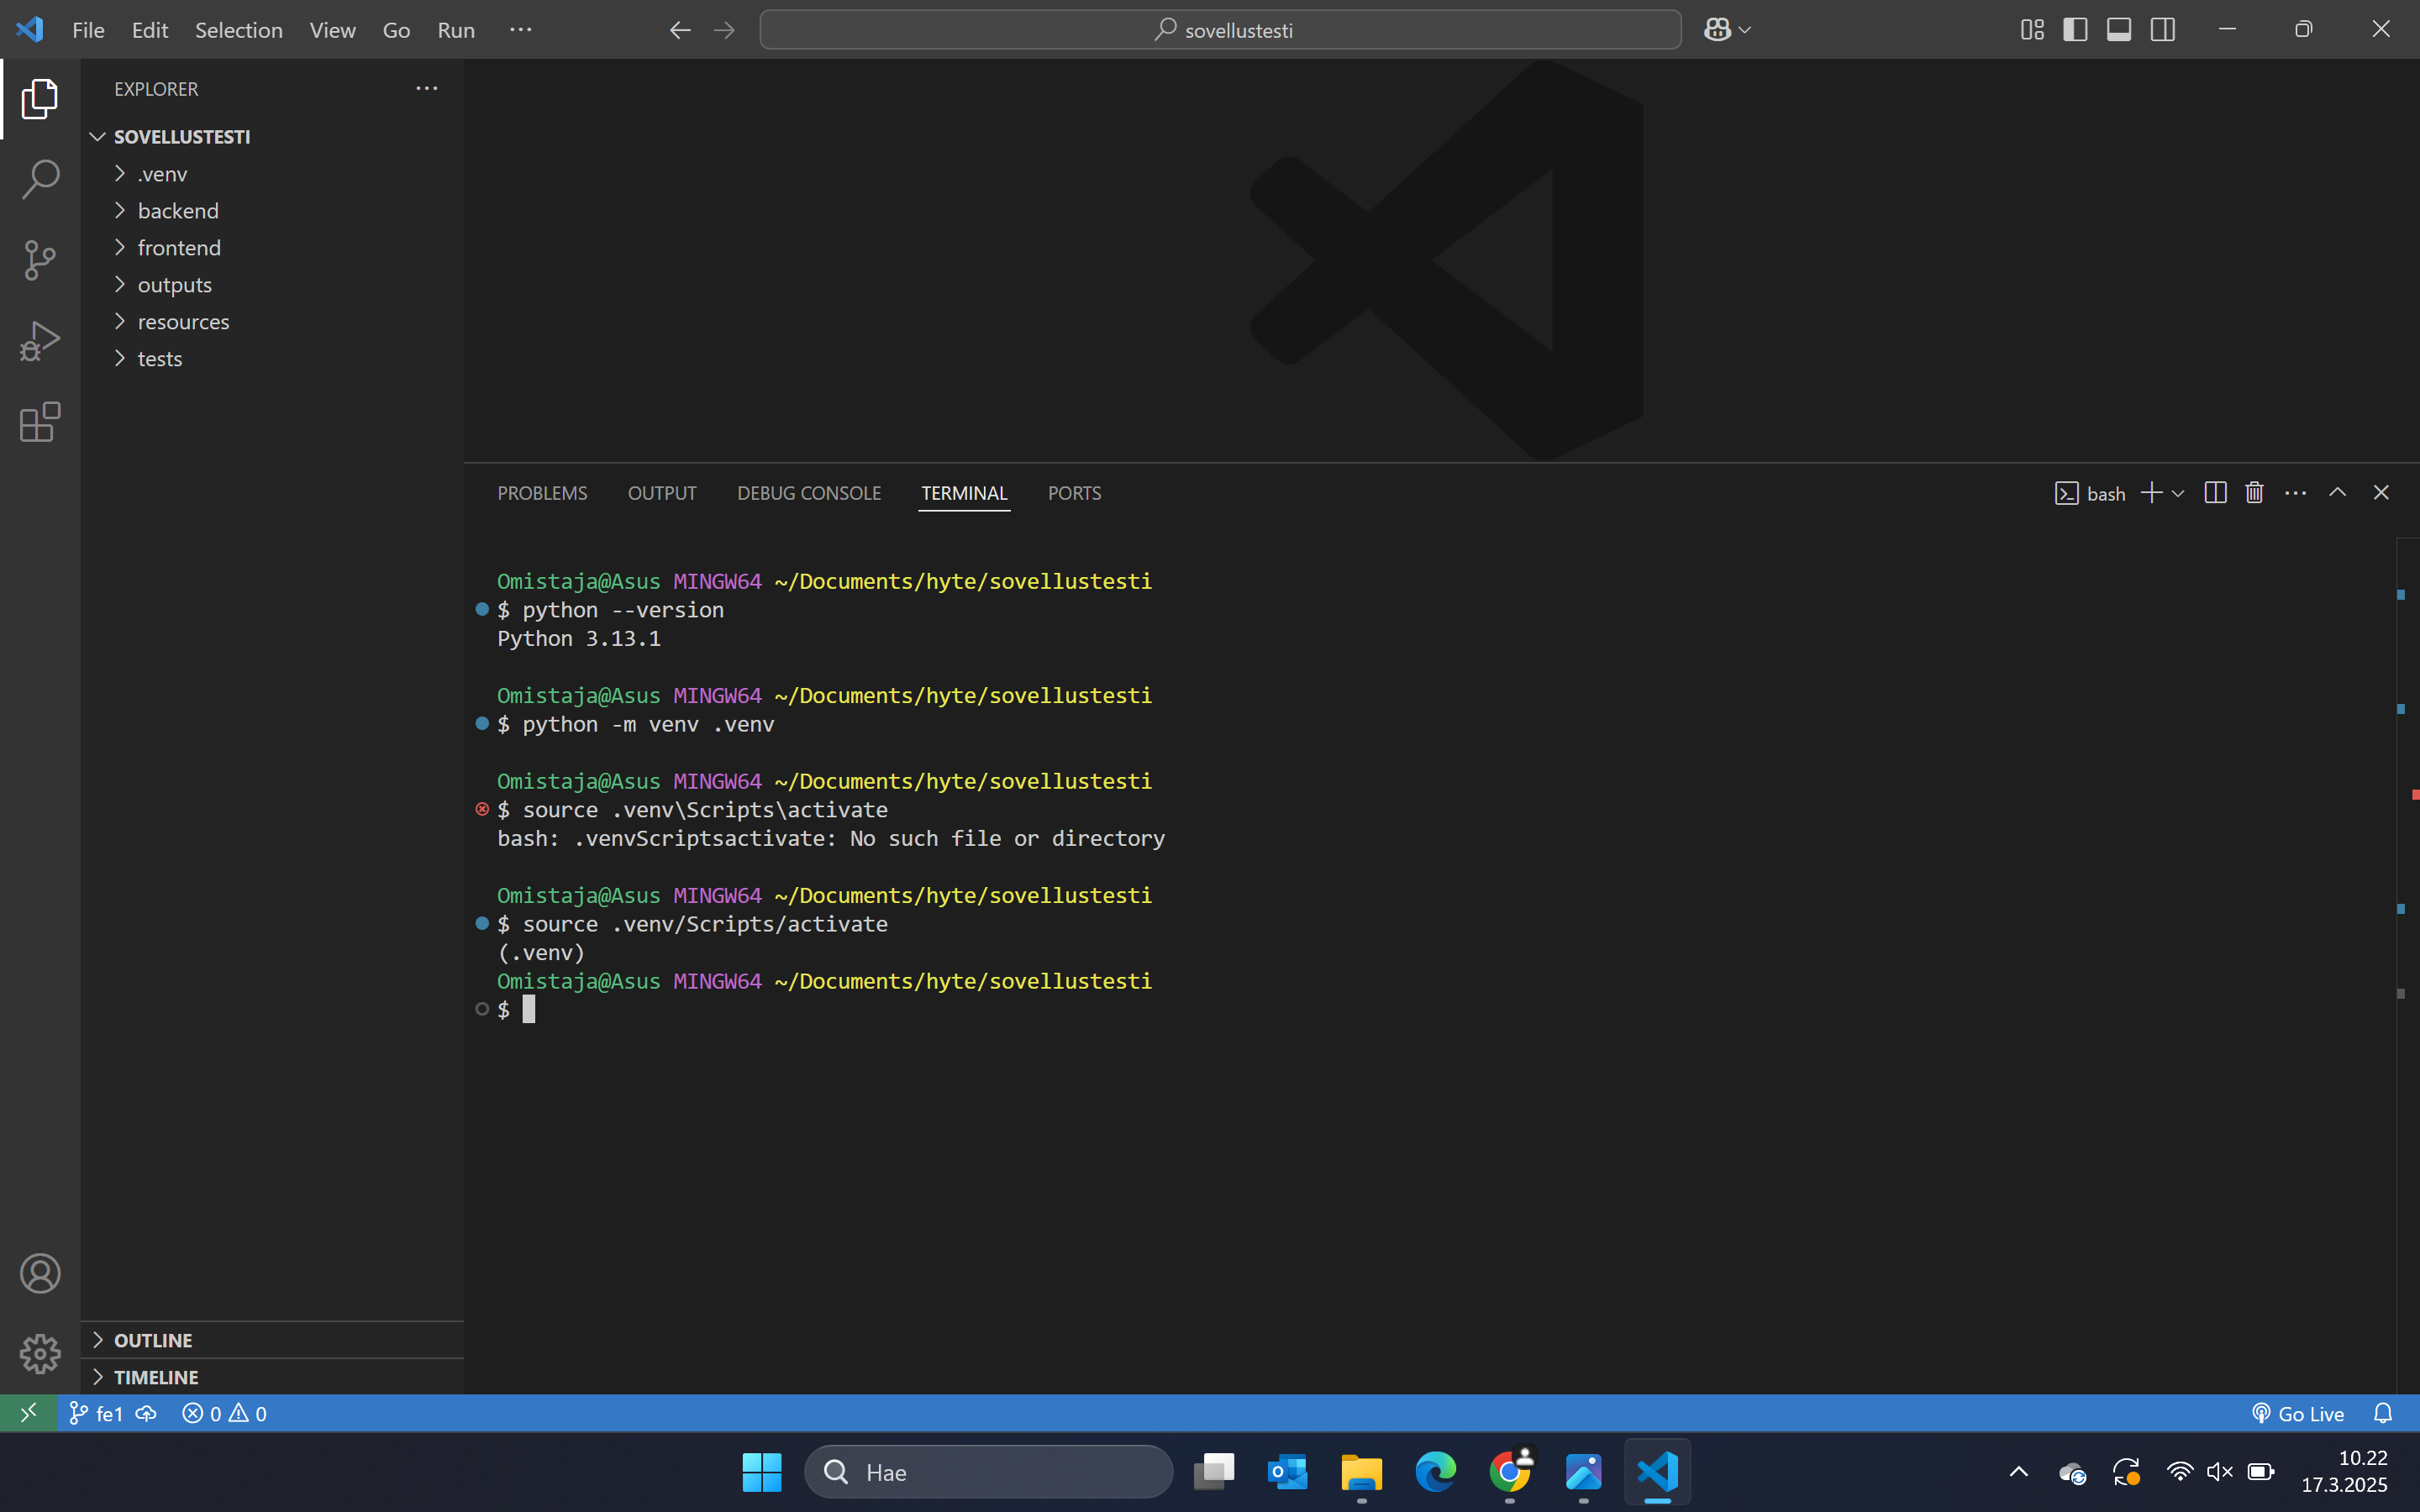 File Edit Selection View Go Run ···
sovellustesti
EXPLORER
SOVELLUSTESTI
.venv
backend
frontend
outputs
resources
tests
PROBLEMS OUTPUT DEBUG CONSOLE TERMINAL PORTS
bash
Omistaja@Asus MINGW64 ~/Documents/hyte/sovellustesti
$ python --version
Python 3.13.1
Omistaja@Asus MINGW64 ~/Documents/hyte/sovellustesti
$ python -m venv .venv
Omistaja@Asus MINGW64 ~/Documents/hyte/sovellustesti
$ source .venv\Scripts\activate
bash: .venvScriptsactivate: No such file or directory
Omistaja@Asus MINGW64 ~/Documents/hyte/sovellustesti
$ source .venv/Scripts/activate
(.venv)
Omistaja@Asus MINGW64 ~/Documents/hyte/sovellustesti
$
OUTLINE
TIMELINE
fe1 0 0 Go Live
Hae
10.22
17.3.2025